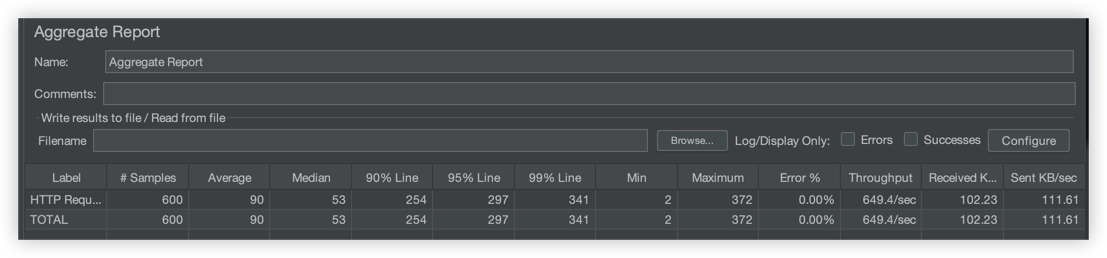 Aggregate Report
Name: Aggregate Report
Comments:
Write results to file / Read from file
Filename Browse... Log/Display Only: Errors Successes Configure
Label # Samples Average Median 90% Line 95% Line 99% Line Min Maximum Error % Throughput Received K... Sent KB/sec
HTTP Requ... 600 90 53 254 297 341 2 372 0.00% 649.4/sec 102.23 111.61
TOTAL 600 90 53 254 297 341 2 372 0.00% 649.4/sec 102.23 111.61